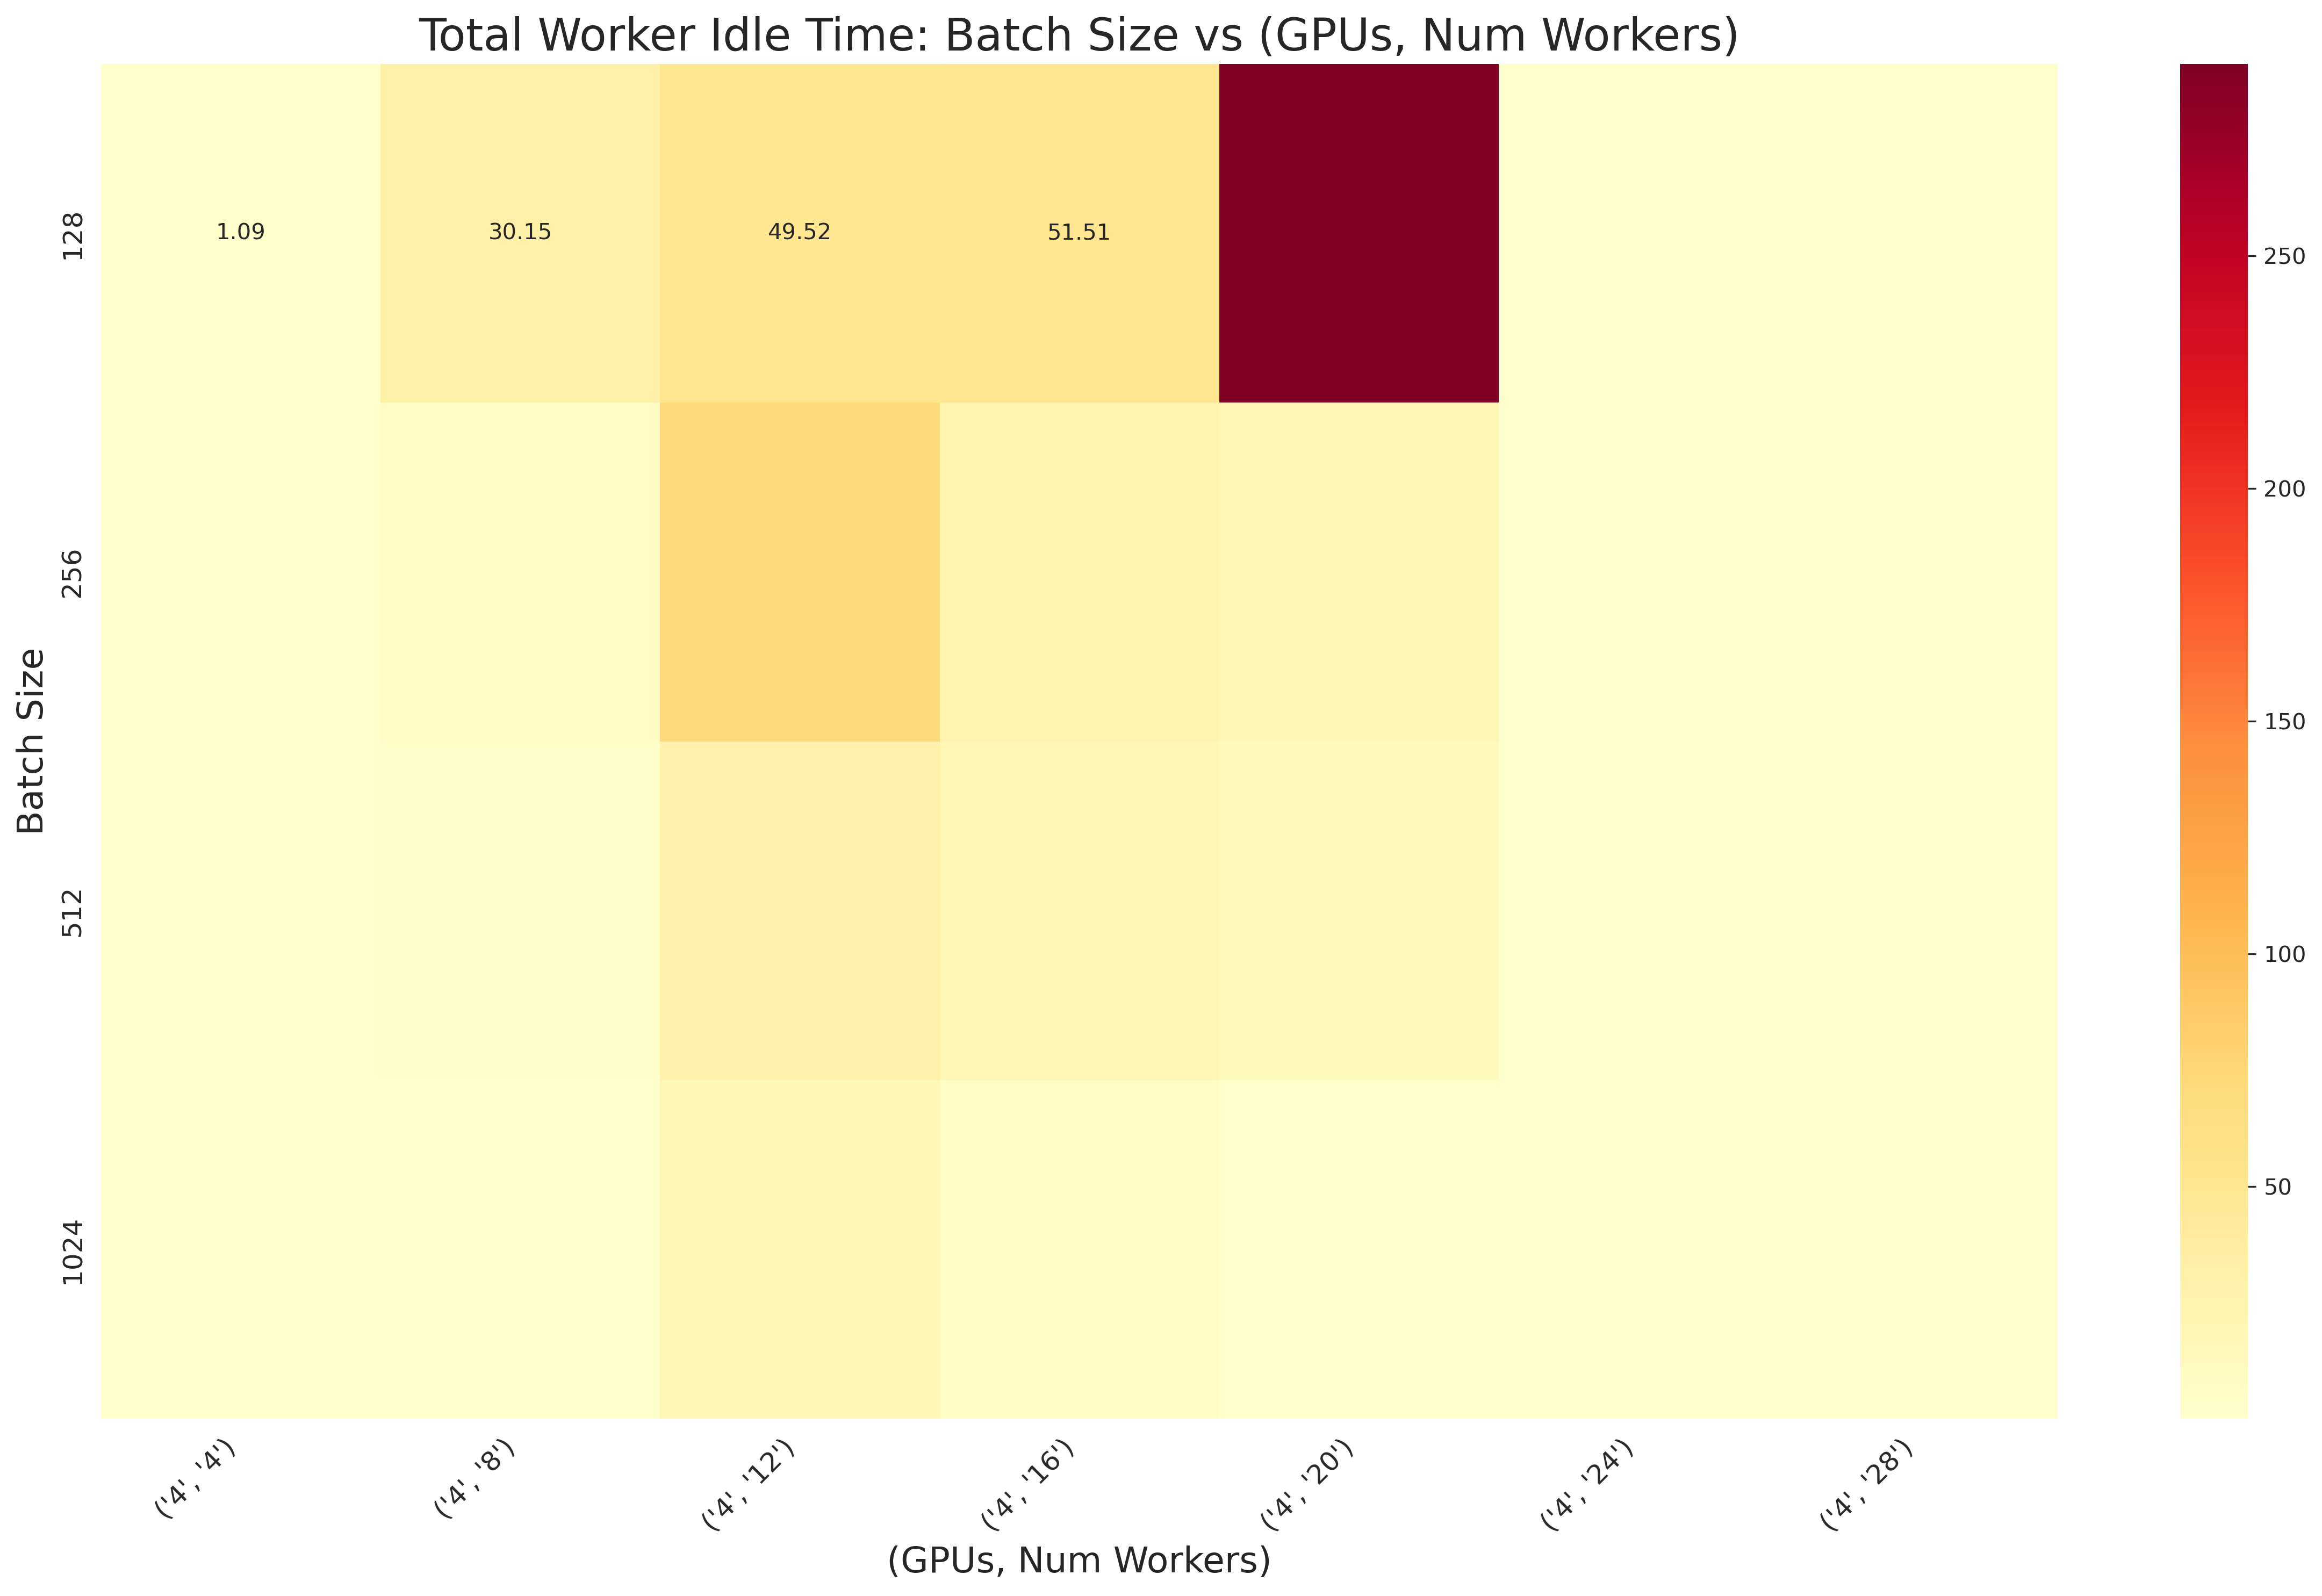 Total Worker Idle Time: Batch Size vs (GPUs, Num Workers)
Batch Size
128
256
512
1024
1.09 30.15 49.52 51.51
250
200
150
100
50
('4', '4') ('4', '8') ('4', '12') ('4', '16') ('4', '20') ('4', '24') ('4', '28')
(GPUs, Num Workers)